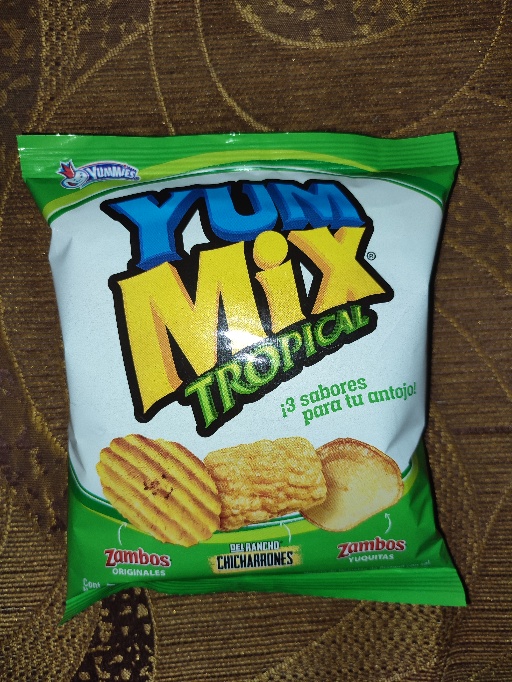 YUMMIES
YUM
MiX®
TROPICAL
¡3 sabores
para tu antojo!
Zambos
ORIGINALES
DEL RANCHO
CHICHARRONES
Zambos
YUQUITAS